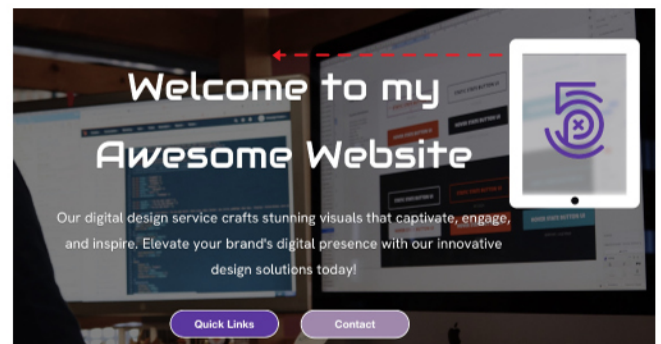 Welcome to my
Awesome Website
Our digital design service crafts stunning visuals that captivate, engage,
and inspire. Elevate your brand's digital presence with our innovative
design solutions today!
Quick Links
Contact